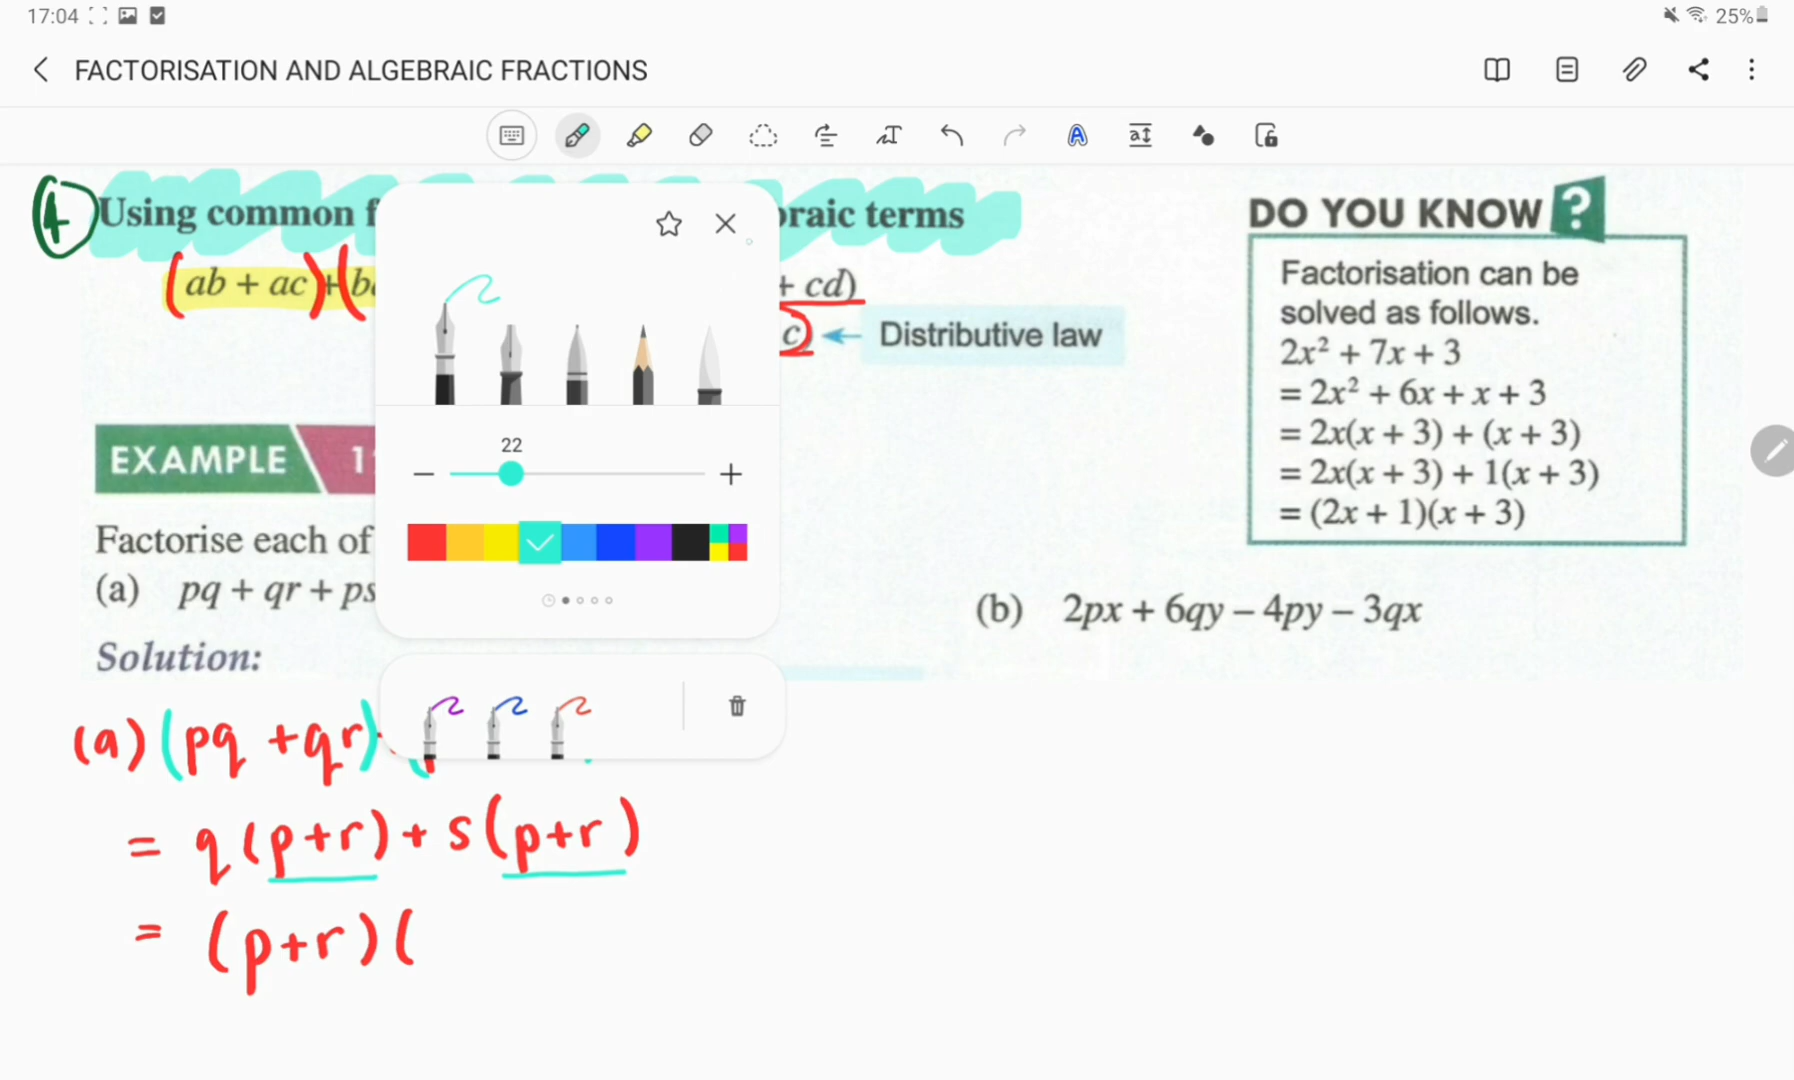 17:04
25%
FACTORISATION AND ALGEBRAIC FRACTIONS
4 Using common f braic terms
(ab + ac) + (b + cd)
c) ← Distributive law
DO YOU KNOW ?
Factorisation can be
solved as follows.
2x² + 7x + 3
= 2x² + 6x + x + 3
= 2x(x + 3) + (x + 3)
= 2x(x + 3) + 1(x + 3)
= (2x + 1)(x + 3)
22
EXAMPLE 1
Factorise each of
(a) pq + qr + ps
(b) 2px + 6qy – 4py – 3qx
Solution:
(a) (pq + qr)
= q(p+r) + s(p+r)
= (p+r)(